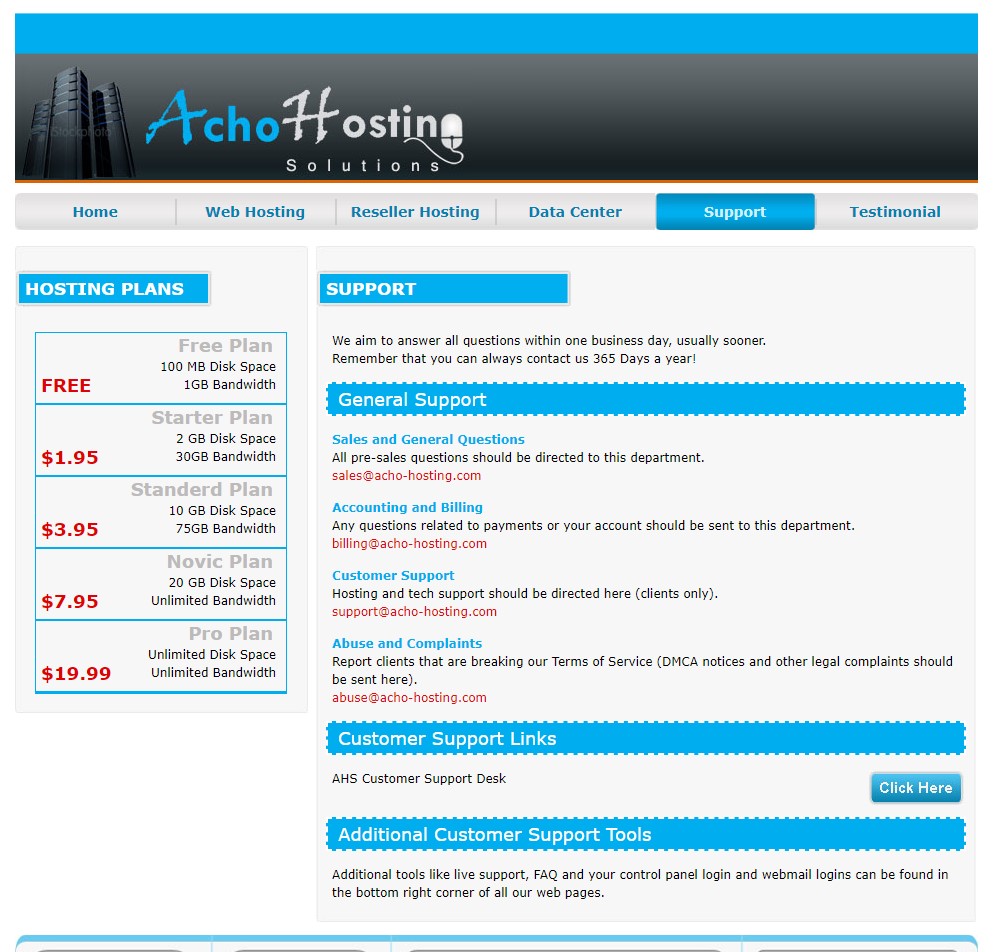 iStockphoto
Acho Hosting
Solutions
Home
Web Hosting
Reseller Hosting
Data Center
Support
Testimonial
HOSTING PLANS
Free Plan
100 MB Disk Space
FREE
1GB Bandwidth
Starter Plan
2 GB Disk Space
$1.95
30GB Bandwidth
Standerd Plan
10 GB Disk Space
$3.95
75GB Bandwidth
Novic Plan
20 GB Disk Space
$7.95
Unlimited Bandwidth
Pro Plan
Unlimited Disk Space
$19.99
Unlimited Bandwidth
SUPPORT
We aim to answer all questions within one business day, usually sooner.
Remember that you can always contact us 365 Days a year!
General Support
Sales and General Questions
All pre-sales questions should be directed to this department.
sales@acho-hosting.com
Accounting and Billing
Any questions related to payments or your account should be sent to this department.
billing@acho-hosting.com
Customer Support
Hosting and tech support should be directed here (clients only).
support@acho-hosting.com
Abuse and Complaints
Report clients that are breaking our Terms of Service (DMCA notices and other legal complaints should
be sent here).
abuse@acho-hosting.com
Customer Support Links
AHS Customer Support Desk
Click Here
Additional Customer Support Tools
Additional tools like live support, FAQ and your control panel login and webmail logins can be found in
the bottom right corner of all our web pages.